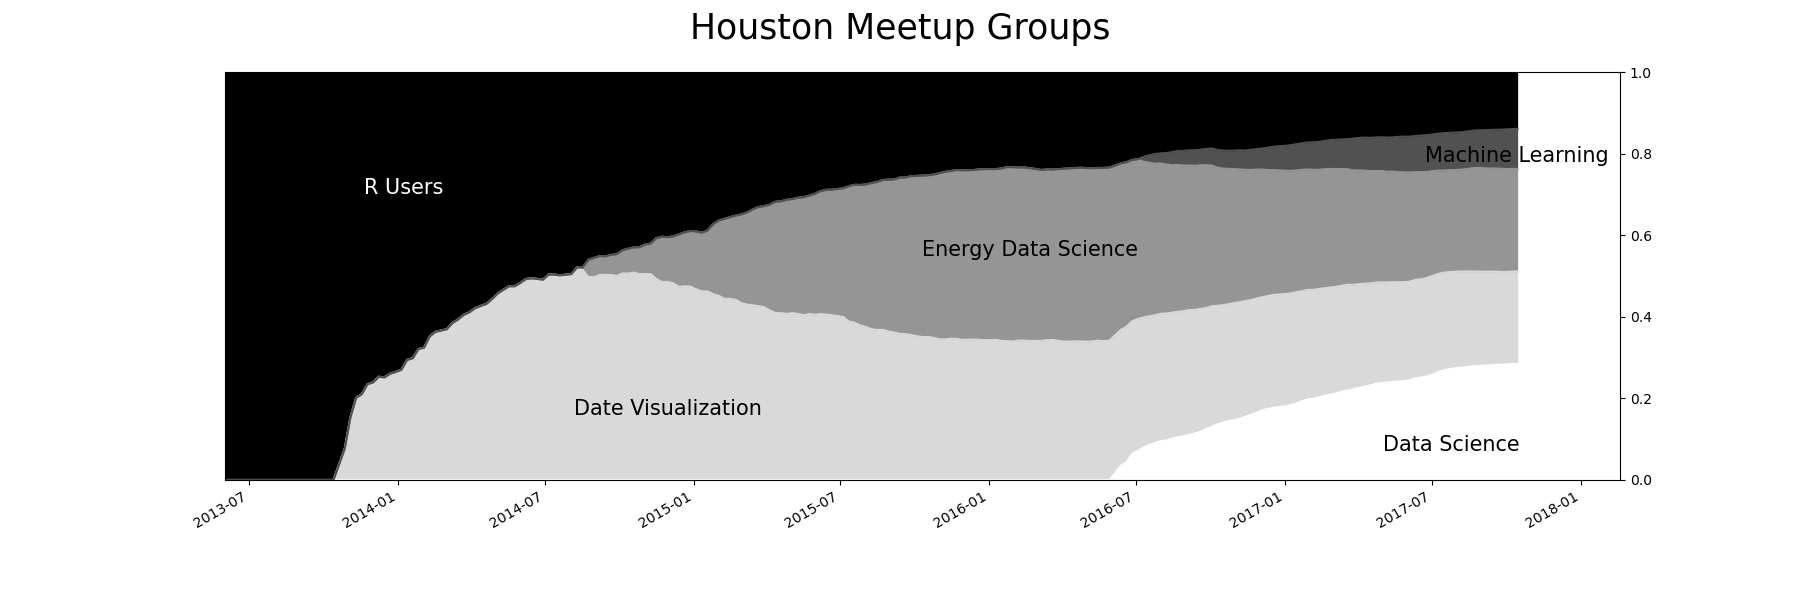 Houston Meetup Groups
1.0
Machine Learning
0.8
R Users
0.6
Energy Data Science
0.4
Date Visualization
0.2
Data Science
0.0
2013-07 2014-01 2014-07 2015-01 2015-07 2016-01 2016-07 2017-01 2017-07 2018-01